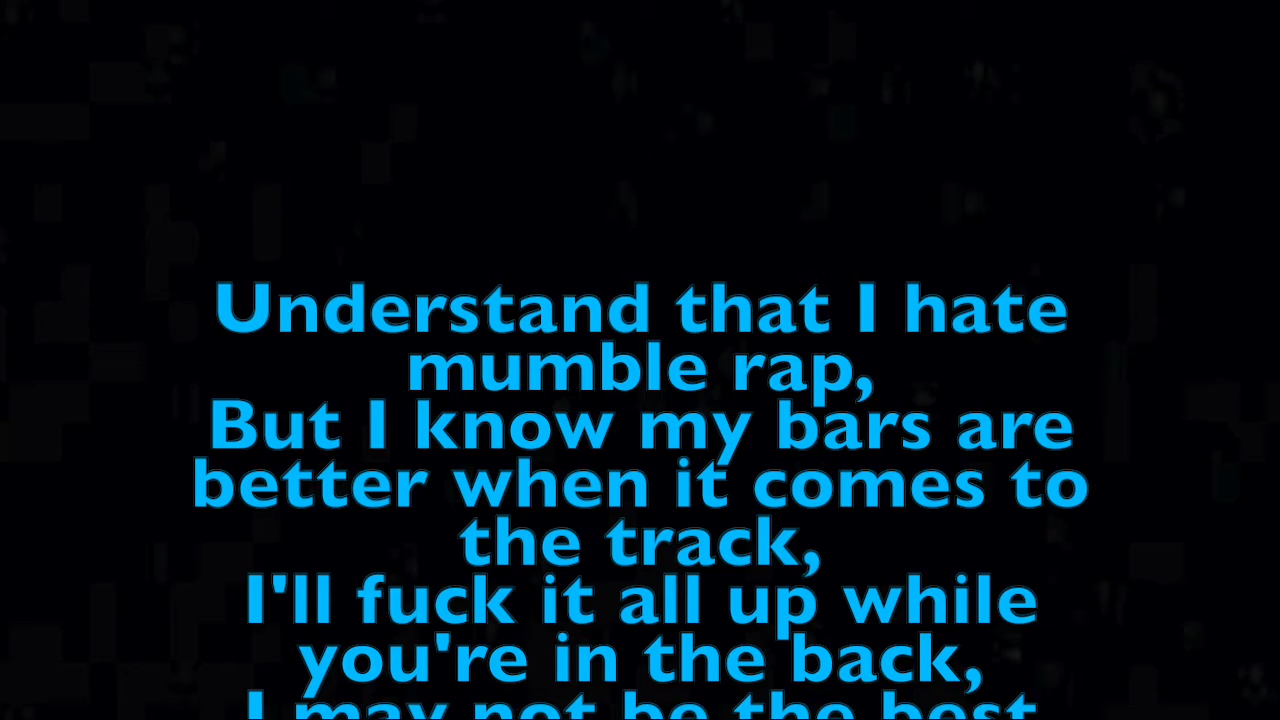 Understand that I hate
mumble rap,
But I know my bars are
better when it comes to
the track,
I'll fuck it all up while
you're in the back,
I may not be the best